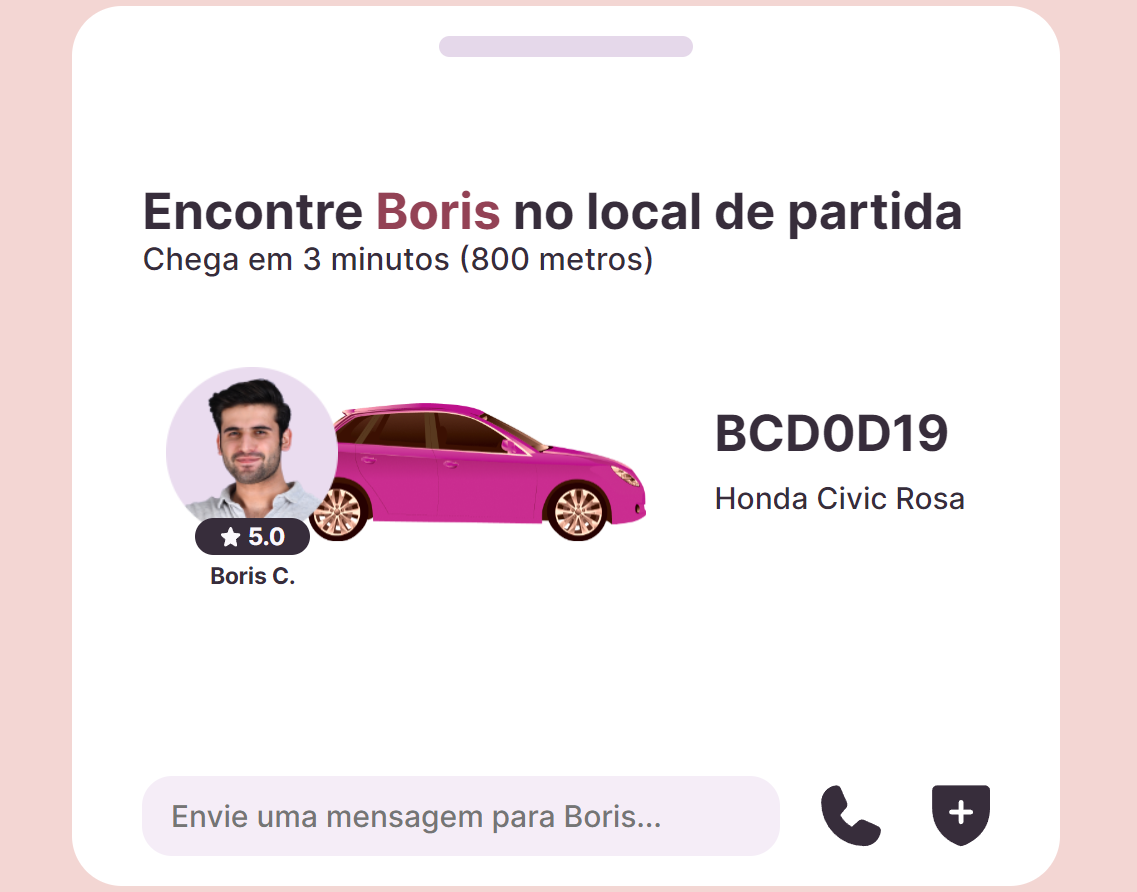 Encontre Boris no local de partida
Chega em 3 minutos (800 metros)
BCD0D19
Honda Civic Rosa
5.0
Boris C.
Envie uma mensagem para Boris...